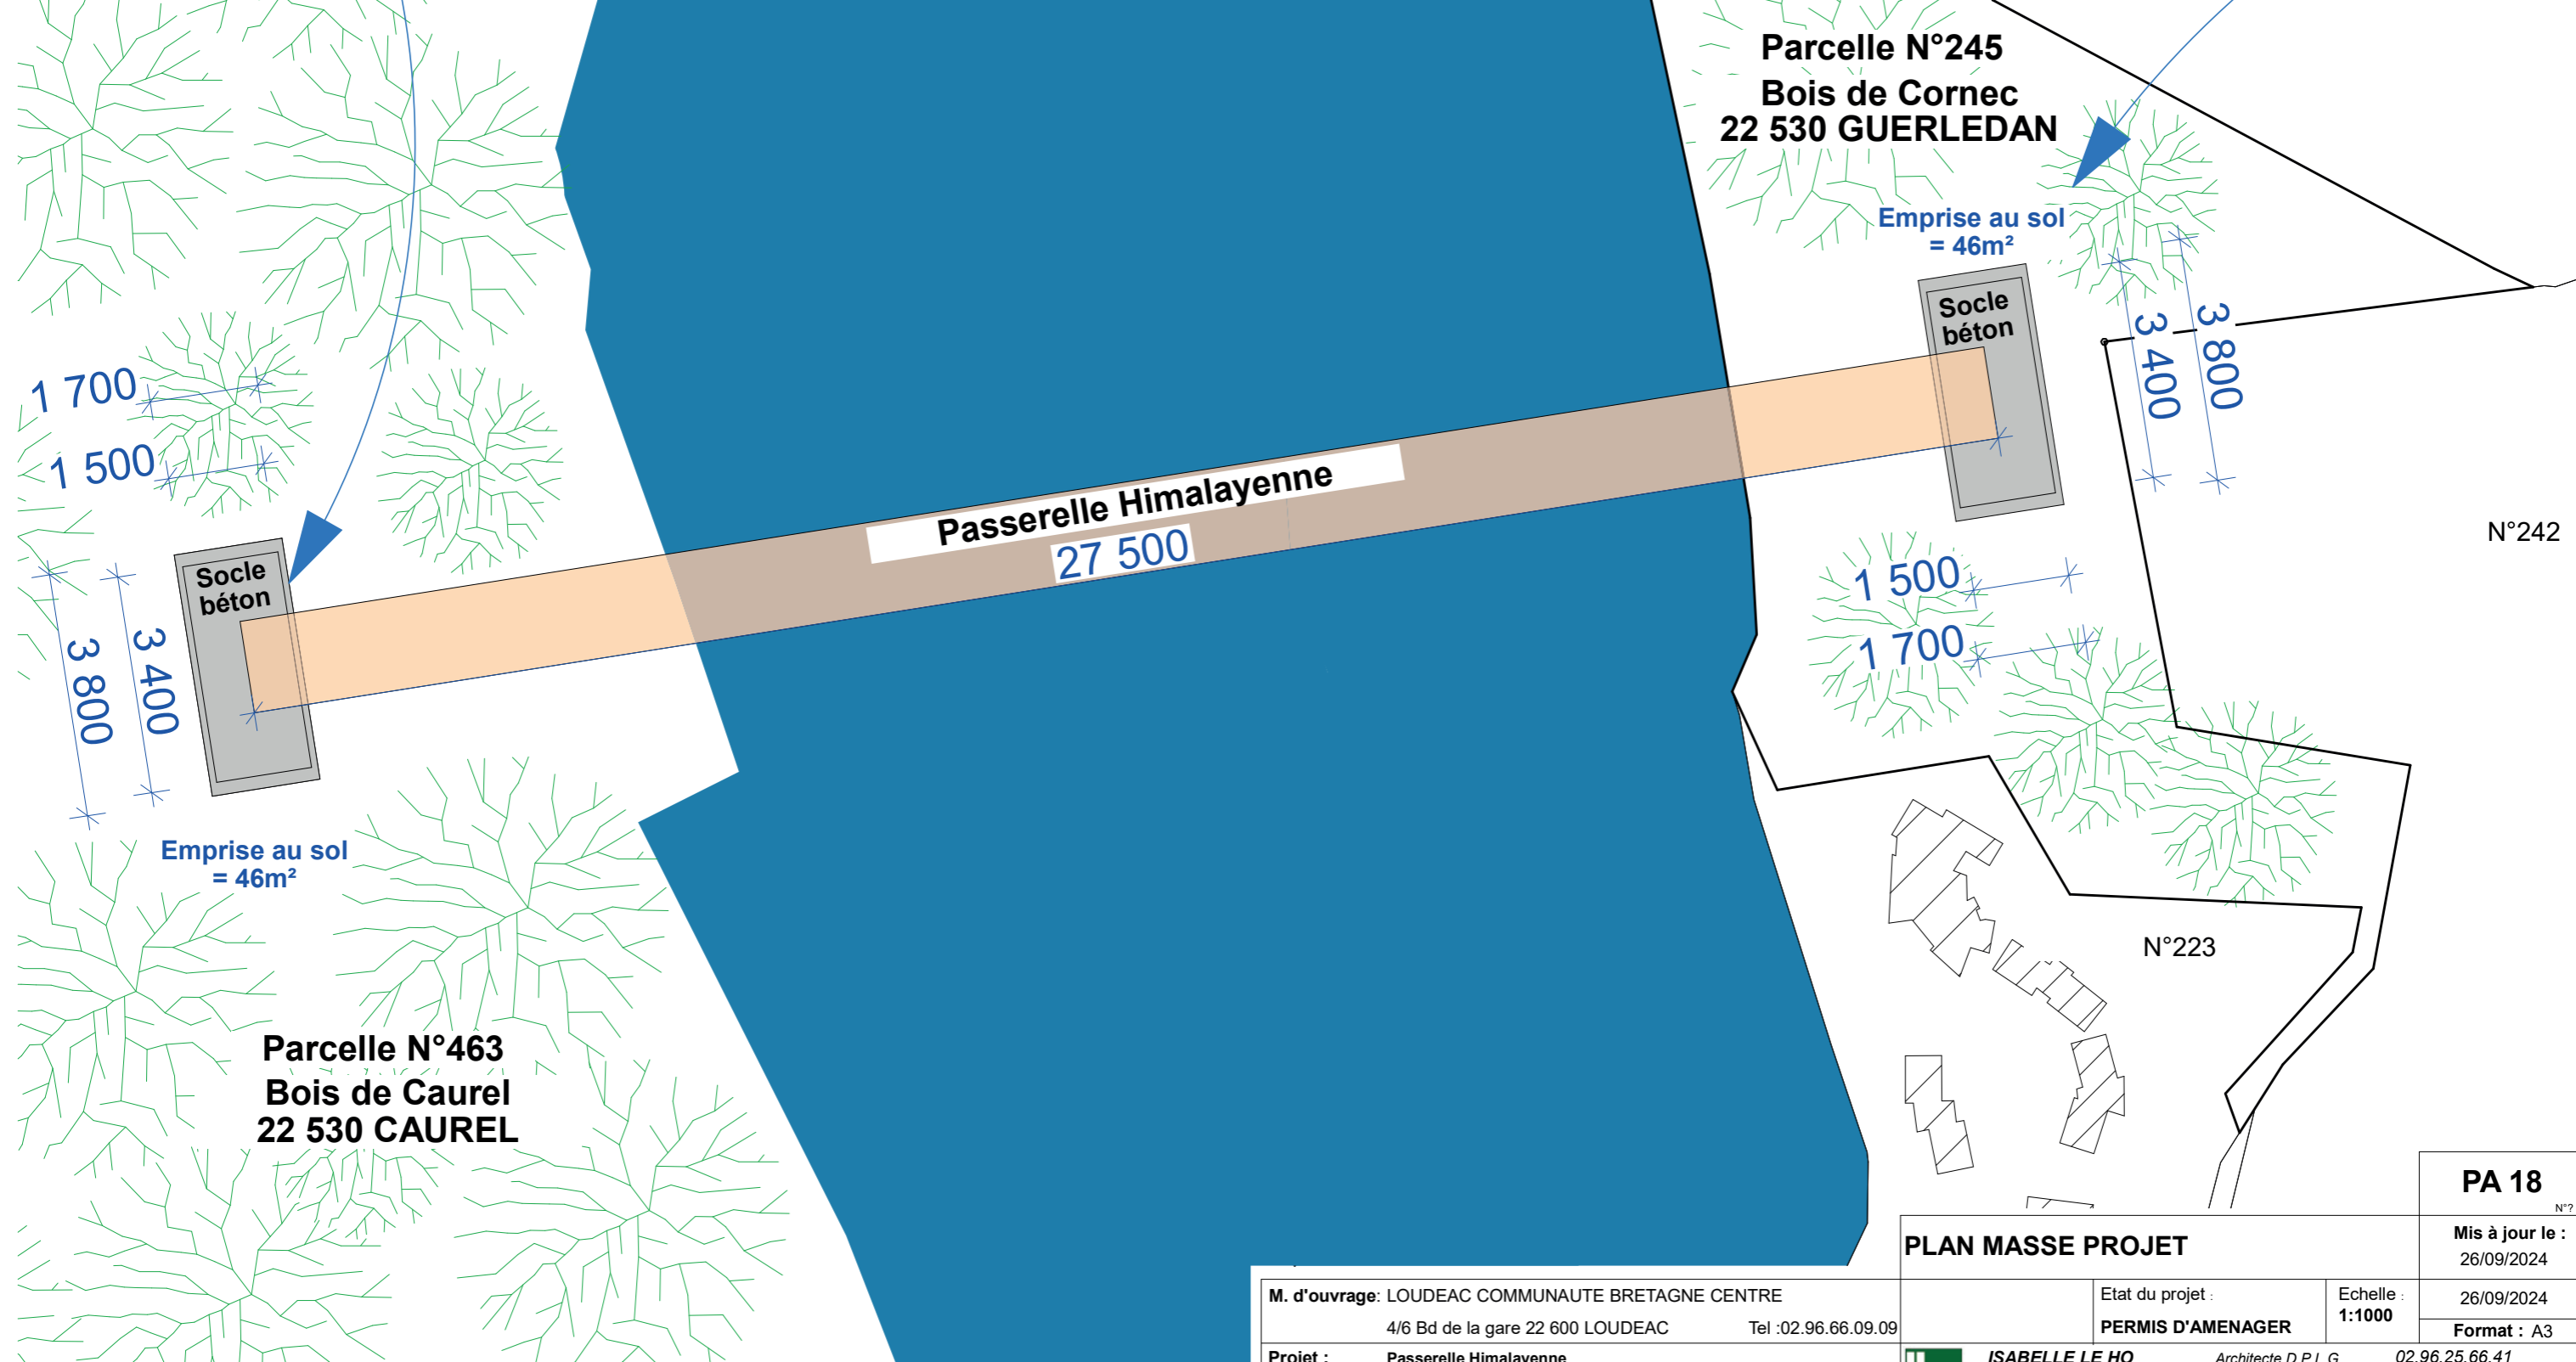 Parcelle N°245
Bois de Cornec
22 530 GUERLEDAN
Emprise au sol
= 46m²
Socle
béton
3 400
3 800
1 700
1 500
N°242
Passerelle Himalayenne
27 500
1 500
1 700
Socle
béton
3 800
3 400
Emprise au sol
= 46m²
N°223
Parcelle N°463
Bois de Caurel
22 530 CAUREL
PA 18
N°?
PLAN MASSE PROJET
Mis à jour le :
26/09/2024
M. d'ouvrage: LOUDEAC COMMUNAUTE BRETAGNE CENTRE
4/6 Bd de la gare 22 600 LOUDEAC Tel :02.96.66.09.09
Etat du projet :
PERMIS D'AMENAGER
Echelle :
1:1000
26/09/2024
Format : A3
Projet : Passerelle Himalayenne
ISABELLE LE HO Architecte D.P.L.G 02.96.25.66.41